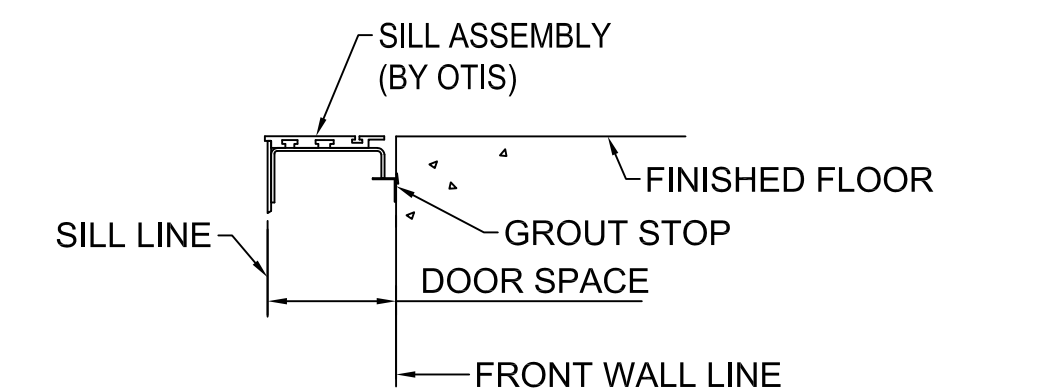 SILL ASSEMBLY
(BY OTIS)
FINISHED FLOOR
SILL LINE
GROUT STOP
DOOR SPACE
FRONT WALL LINE